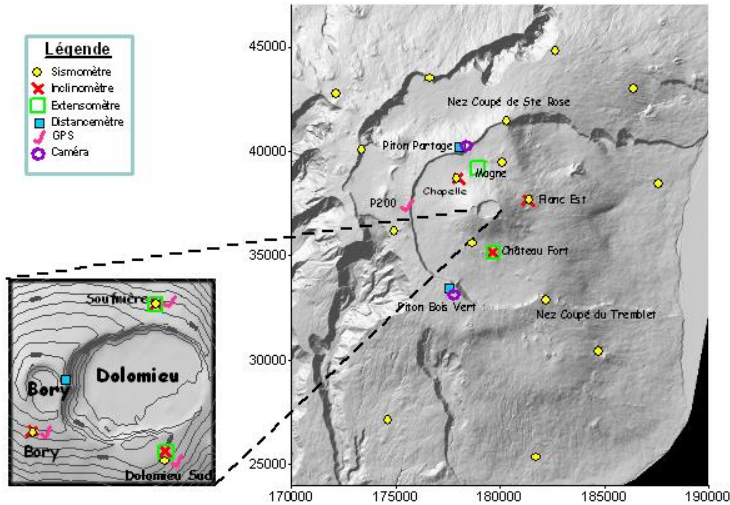 Légende
Sismomètre
Inclinomètre
Extensomètre
Distancemètre
GPS
Caméra
45000
40000
35000
30000
25000
170000
175000
180000
185000
190000
Nez Coupé de Ste Rose
Piton Partage
Magne
Chapelle
P200
Flanc Est
Château Fort
Piton Bois Vert
Nez Coupé du Tremblet
Soufrière
Dolomieu
Bory
Bory
Dolomieu Sud